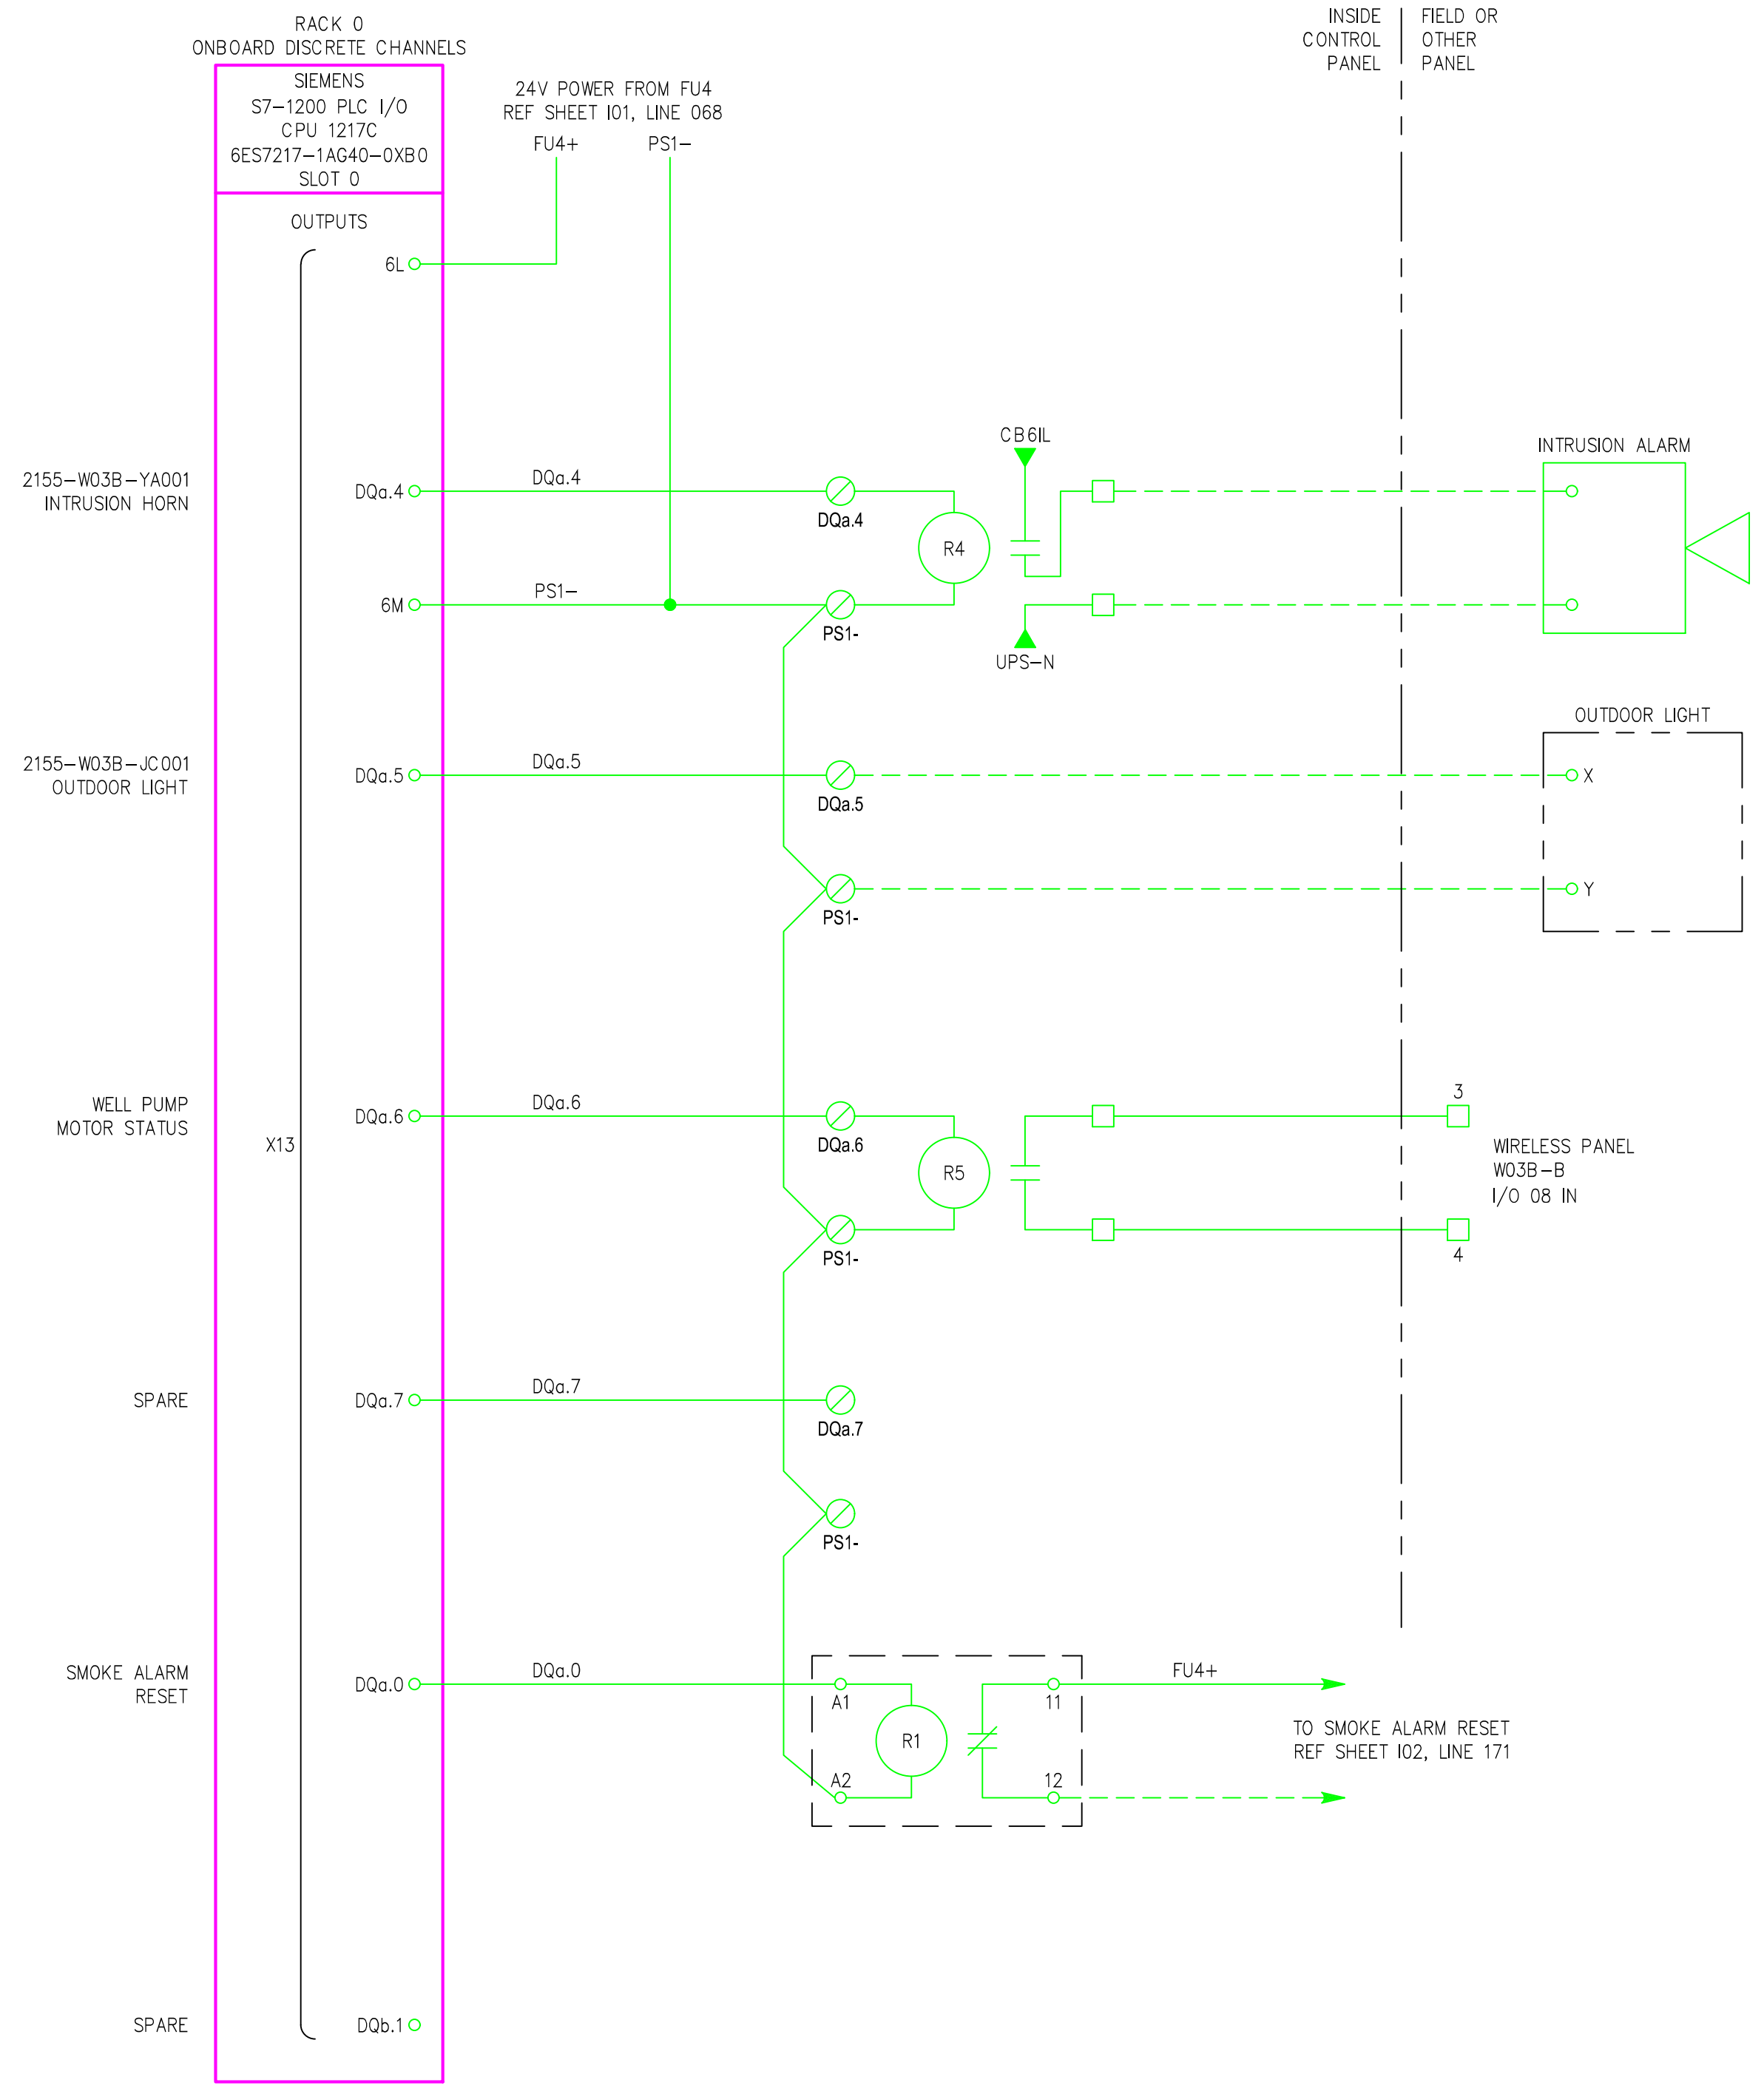 RACK 0
ONBOARD DISCRETE CHANNELS
SIEMENS
S7-1200 PLC I/O
CPU 1217C
6ES7217-1AG40-0XB0
SLOT 0
OUTPUTS
24V POWER FROM FU4
REF SHEET I01, LINE 068
FU4+
PS1-
INSIDE
CONTROL
PANEL
FIELD OR
OTHER
PANEL
6L
2155-W03B-YA001
INTRUSION HORN
DQa.4
DQa.4
DQa.4
R4
CB6IL
INTRUSION ALARM
6M
PS1-
PS1-
UPS-N
2155-W03B-JC001
OUTDOOR LIGHT
DQa.5
DQa.5
DQa.5
OUTDOOR LIGHT
X
PS1-
Y
WELL PUMP
MOTOR STATUS
X13
DQa.6
DQa.6
DQa.6
R5
3
WIRELESS PANEL
W03B-B
I/O 08 IN
PS1-
4
SPARE
DQa.7
DQa.7
DQa.7
PS1-
SMOKE ALARM
RESET
DQa.0
DQa.0
A1
R1
A2
11
12
FU4+
TO SMOKE ALARM RESET
REF SHEET I02, LINE 171
SPARE
DQb.1